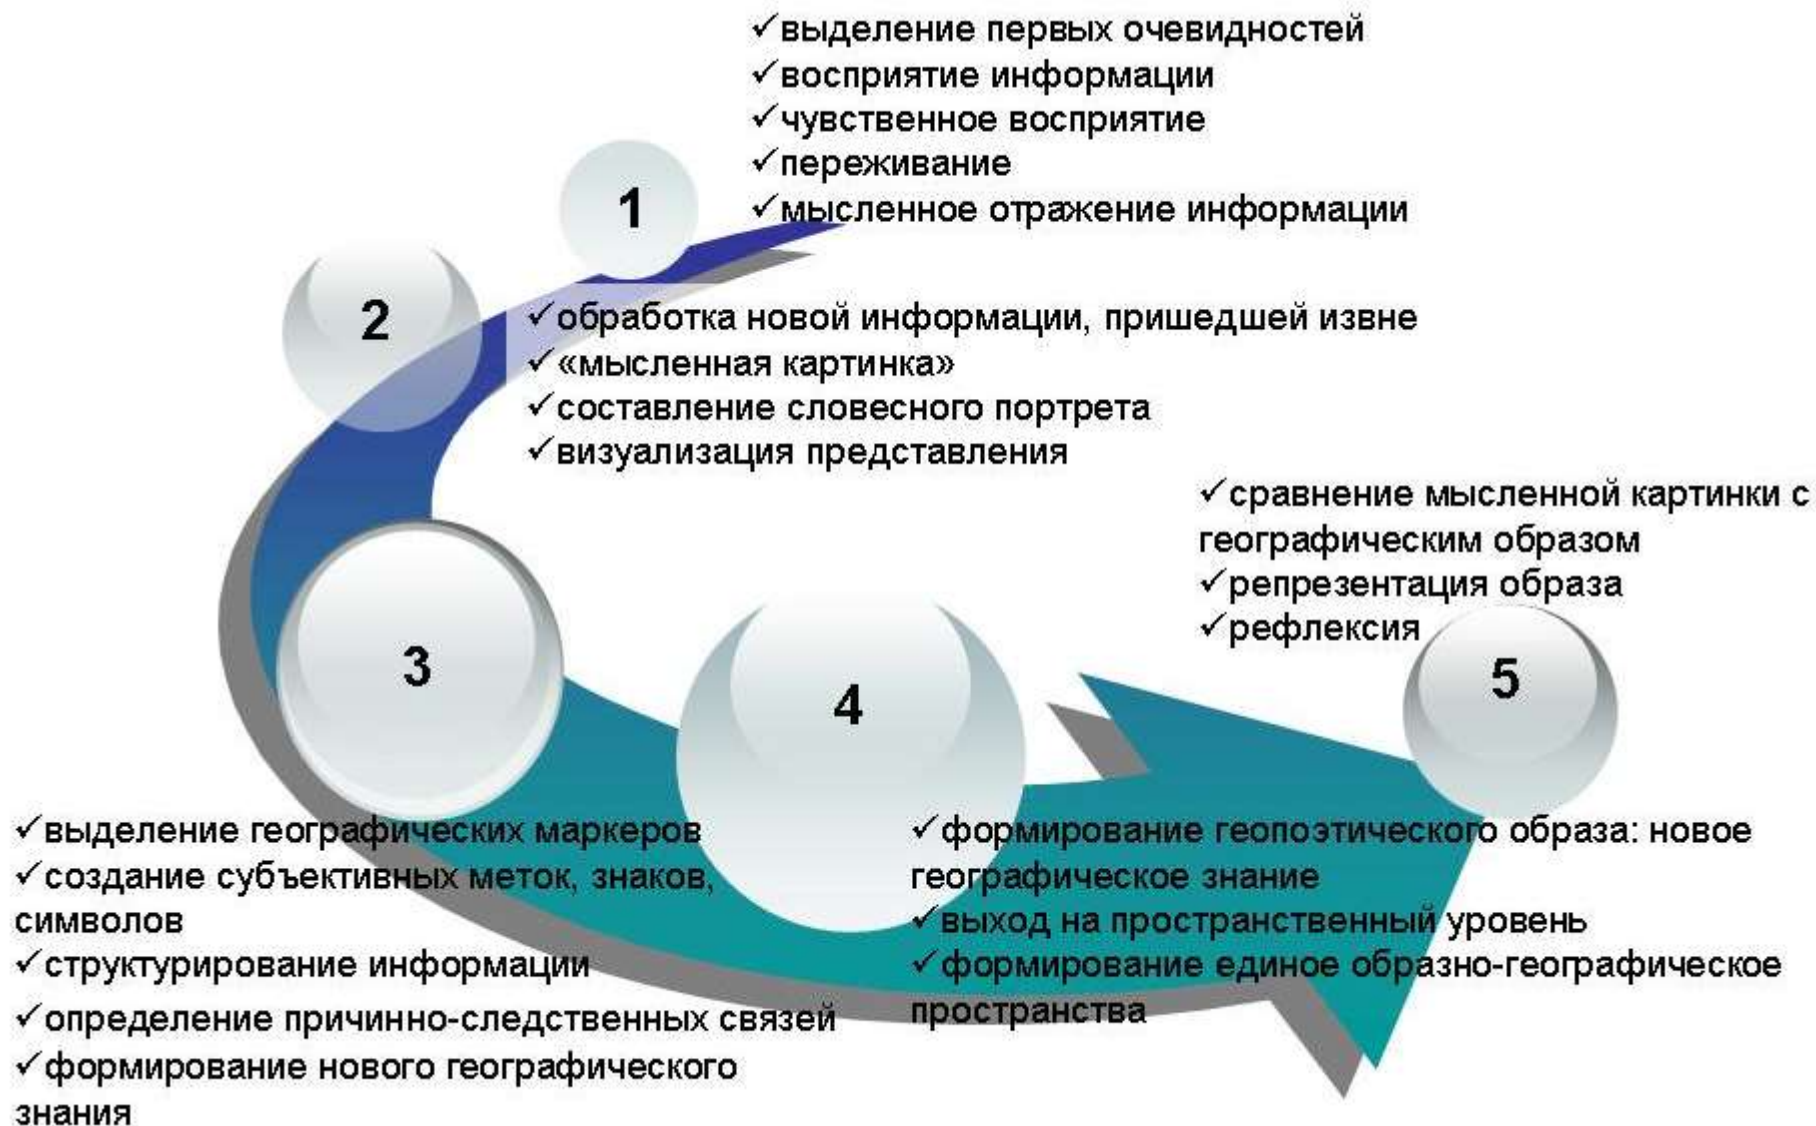 ✓выделение первых очевидностей
✓восприятие информации
✓чувственное восприятие
✓переживание
✓мысленное отражение информации
1
2
✓обработка новой информации, пришедшей извне
✓«мысленная картинка»
✓составление словесного портрета
✓визуализация представления
3
✓выделение географических маркеров
✓создание субъективных меток, знаков,
символов
✓структурирование информации
✓определение причинно-следственных связей
✓формирование нового географического
знания
4
✓формирование геопоэтического образа: новое
географическое знание
✓выход на пространственный уровень
✓формирование единое образно-географическое
пространства
✓сравнение мысленной картинки с
географическим образом
✓репрезентация образа
✓рефлексия
5